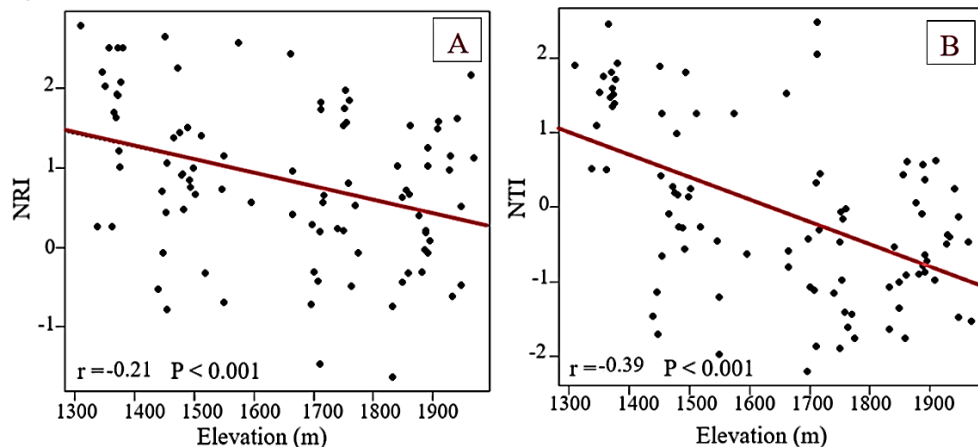 A
NRI
2
1
0
-1
r =-0.21 P < 0.001
1300 1400 1500 1600 1700 1800 1900
Elevation (m)
B
NTI
2
1
0
-1
-2
r =-0.39 P < 0.001
1300 1400 1500 1600 1700 1800 1900
Elevation (m)